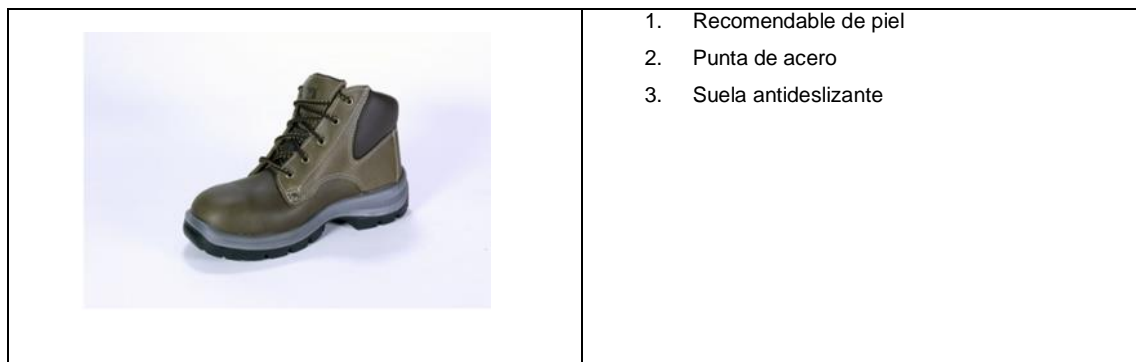 1. Recomendable de piel
2. Punta de acero
3. Suela antideslizante